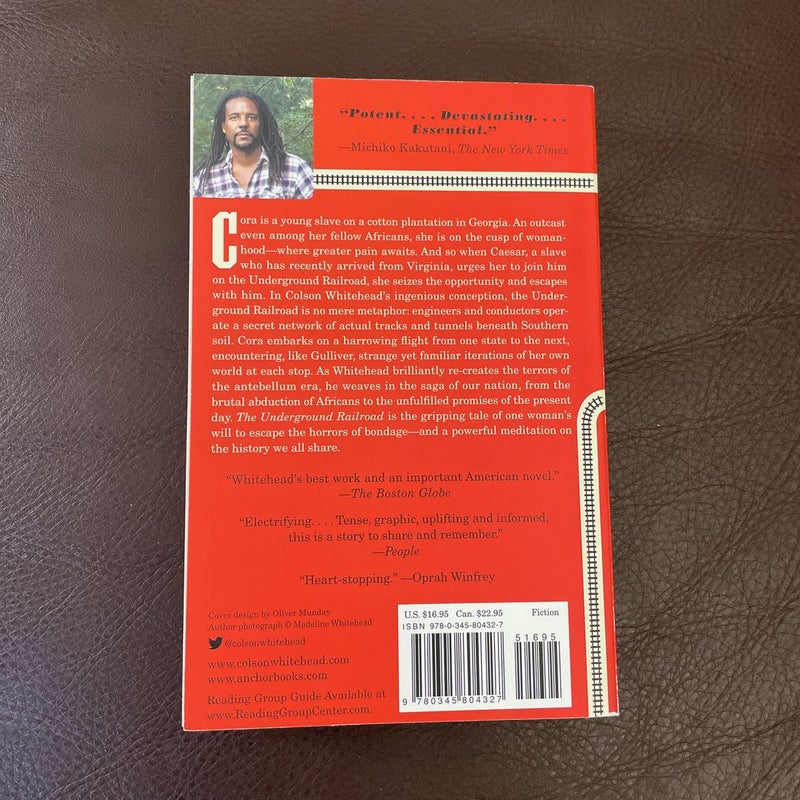 “Potent. . . . Devastating. . . .
Essential.”
—Michiko Kakutani, The New York Times
Cora is a young slave on a cotton plantation in Georgia. An outcast
even among her fellow Africans, she is on the cusp of woman-
hood—where greater pain awaits. And so when Caesar, a slave
who has recently arrived from Virginia, urges her to join him
on the Underground Railroad, she seizes the opportunity and escapes
with him. In Colson Whitehead’s ingenious conception, the Under-
ground Railroad is no mere metaphor: engineers and conductors oper-
ate a secret network of actual tracks and tunnels beneath Southern
soil. Cora embarks on a harrowing flight from one state to the next,
encountering, like Gulliver, strange yet familiar iterations of her own
world at each stop. As Whitehead brilliantly re-creates the terrors of
the antebellum era, he weaves in the saga of our nation, from the
brutal abduction of Africans to the unfulfilled promises of the present
day. The Underground Railroad is the gripping tale of one woman’s
will to escape the horrors of bondage—and a powerful meditation on
the history we all share.
“Whitehead’s best work and an important American novel.”
—The Boston Globe
“Electrifying. . . . Tense, graphic, uplifting and informed,
this is a story to share and remember.”
—People
“Heart-stopping.” —Oprah Winfrey
Cover design by Oliver Munday
Author photograph © Madeline Whitehead
@colsonwhitehead
www.colsonwhitehead.com
www.anchorbooks.com
Reading Group Guide Available at
www.ReadingGroupCenter.com
U.S. $16.95 Can. $22.95 Fiction
ISBN 978-0-345-80432-7
51695
9 780345 804327